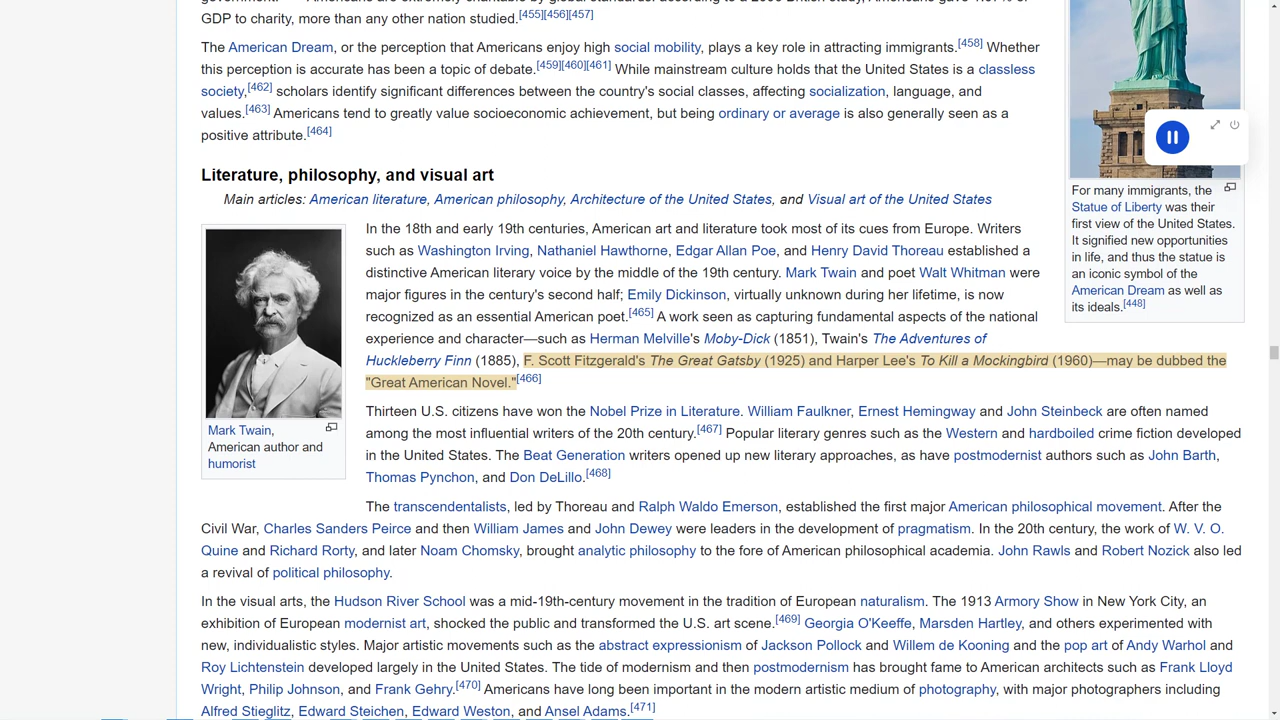 GDP to charity, more than any other nation studied.[455][456][457]
The American Dream, or the perception that Americans enjoy high social mobility, plays a key role in attracting immigrants.[458] Whether
this perception is accurate has been a topic of debate.[459][460][461] While mainstream culture holds that the United States is a classless
society,[462] scholars identify significant differences between the country's social classes, affecting socialization, language, and
values.[463] Americans tend to greatly value socioeconomic achievement, but being ordinary or average is also generally seen as a
positive attribute.[464]
For many immigrants, the
Statue of Liberty was their
first view of the United States.
It signified new opportunities
in life, and thus the statue is
an iconic symbol of the
American Dream as well as
its ideals.[448]
Literature, philosophy, and visual art
Main articles: American literature, American philosophy, Architecture of the United States, and Visual art of the United States
Mark Twain,
American author and
humorist
In the 18th and early 19th centuries, American art and literature took most of its cues from Europe. Writers
such as Washington Irving, Nathaniel Hawthorne, Edgar Allan Poe, and Henry David Thoreau established a
distinctive American literary voice by the middle of the 19th century. Mark Twain and poet Walt Whitman were
major figures in the century's second half; Emily Dickinson, virtually unknown during her lifetime, is now
recognized as an essential American poet.[465] A work seen as capturing fundamental aspects of the national
experience and character—such as Herman Melville's Moby-Dick (1851), Twain's The Adventures of
Huckleberry Finn (1885), F. Scott Fitzgerald's The Great Gatsby (1925) and Harper Lee's To Kill a Mockingbird (1960)—may be dubbed the
"Great American Novel."[466]
Thirteen U.S. citizens have won the Nobel Prize in Literature. William Faulkner, Ernest Hemingway and John Steinbeck are often named
among the most influential writers of the 20th century.[467] Popular literary genres such as the Western and hardboiled crime fiction developed
in the United States. The Beat Generation writers opened up new literary approaches, as have postmodernist authors such as John Barth,
Thomas Pynchon, and Don DeLillo.[468]
The transcendentalists, led by Thoreau and Ralph Waldo Emerson, established the first major American philosophical movement. After the
Civil War, Charles Sanders Peirce and then William James and John Dewey were leaders in the development of pragmatism. In the 20th century, the work of W. V. O.
Quine and Richard Rorty, and later Noam Chomsky, brought analytic philosophy to the fore of American philosophical academia. John Rawls and Robert Nozick also led
a revival of political philosophy.
In the visual arts, the Hudson River School was a mid-19th-century movement in the tradition of European naturalism. The 1913 Armory Show in New York City, an
exhibition of European modernist art, shocked the public and transformed the U.S. art scene.[469] Georgia O'Keeffe, Marsden Hartley, and others experimented with
new, individualistic styles. Major artistic movements such as the abstract expressionism of Jackson Pollock and Willem de Kooning and the pop art of Andy Warhol and
Roy Lichtenstein developed largely in the United States. The tide of modernism and then postmodernism has brought fame to American architects such as Frank Lloyd
Wright, Philip Johnson, and Frank Gehry.[470] Americans have long been important in the modern artistic medium of photography, with major photographers including
Alfred Stieglitz, Edward Steichen, Edward Weston, and Ansel Adams.[471]